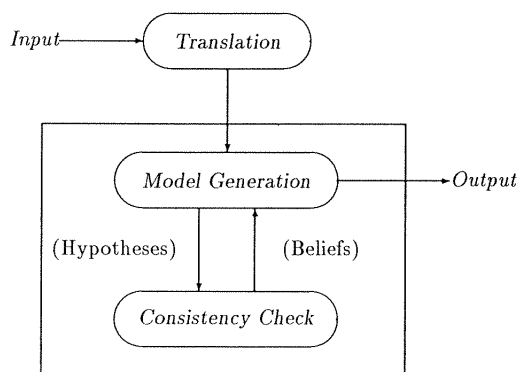 Input
Translation
Model Generation
Output
(Hypotheses)
(Beliefs)
Consistency Check